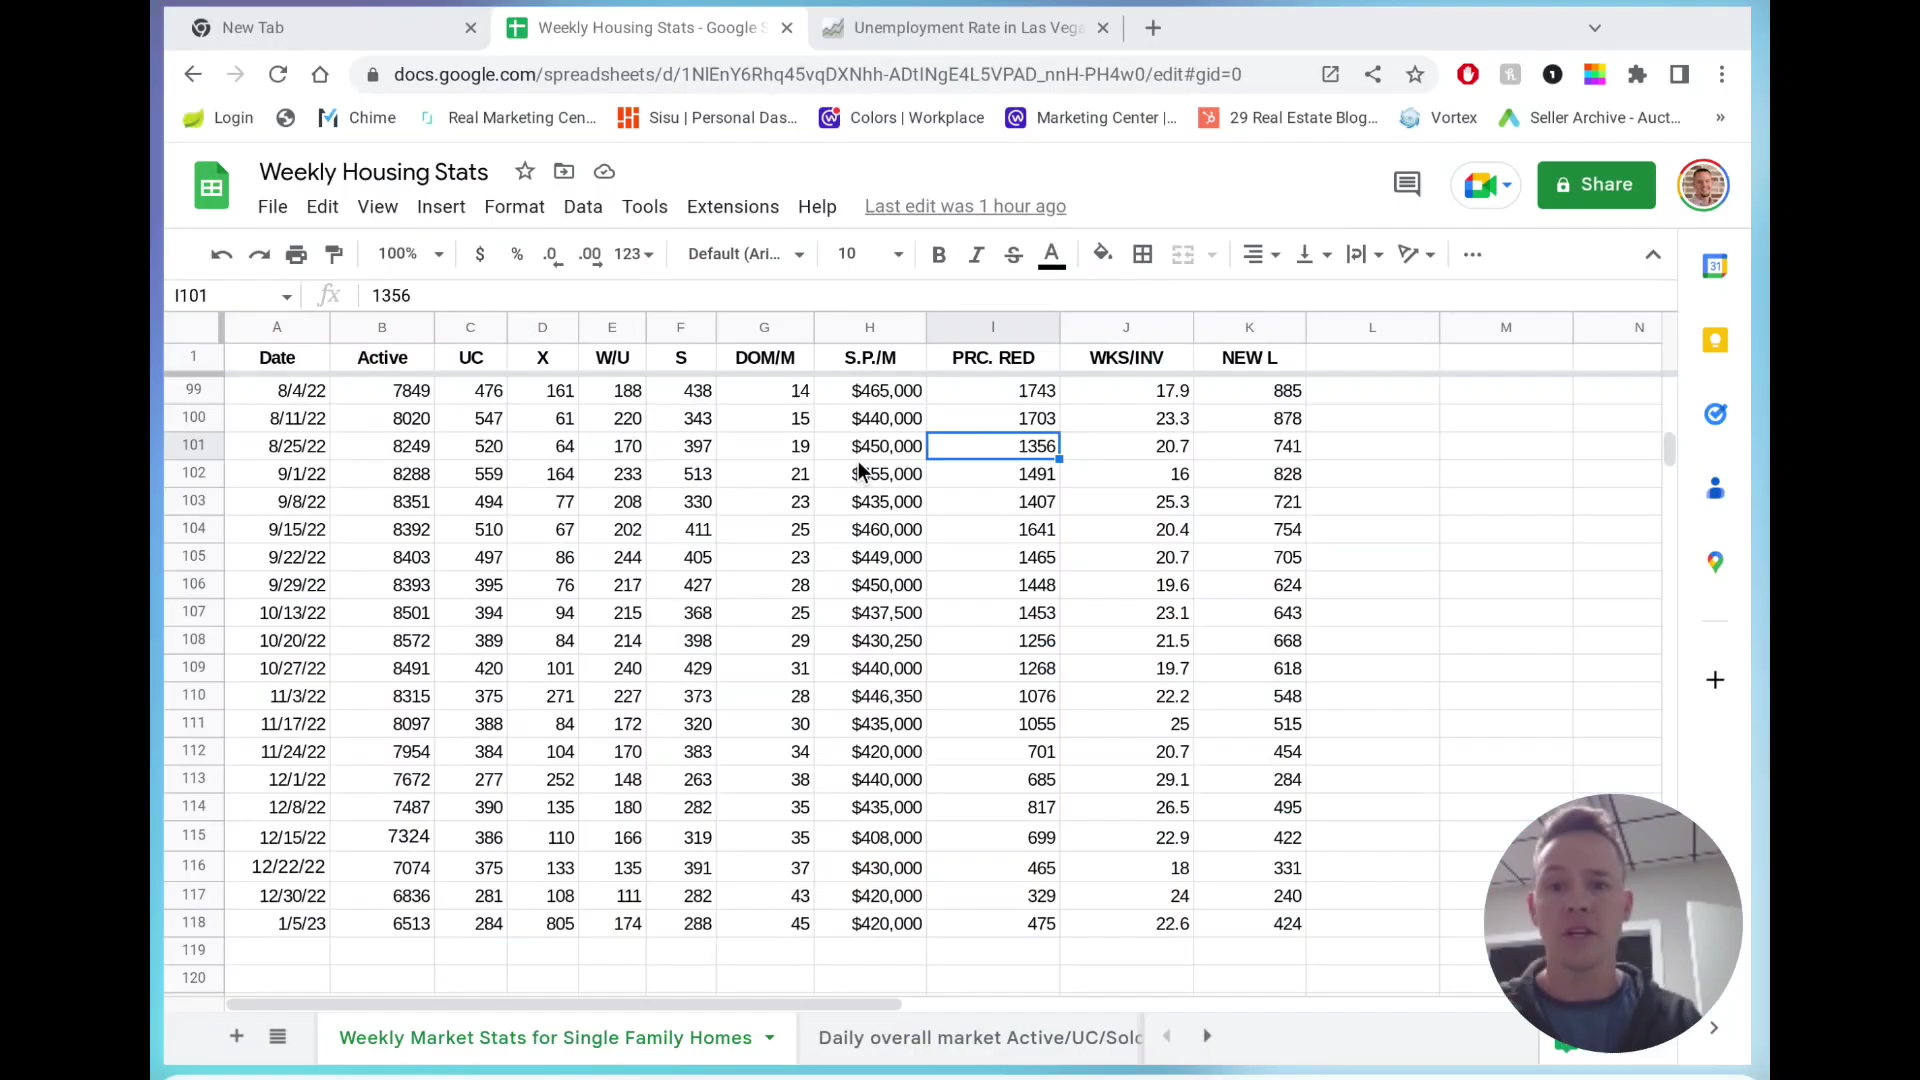 New Tab
Weekly Housing Stats - Google S
Unemployment Rate in Las Vega
docs.google.com/spreadsheets/d/1NlEnY6Rhq45vqDXNhh-ADtINgE4L5VPAD_nnH-PH4w0/edit#gid=0
Login Chime Real Marketing Cen... Sisu | Personal Das... Colors | Workplace Marketing Center |... 29 Real Estate Blog... Vortex Seller Archive - Auct... »
Weekly Housing Stats
Share
File Edit View Insert Format Data Tools Extensions Help Last edit was 1 hour ago
100% $ % .0 .00 123 Default (Ari... 10 B I S A
31
I101 fx 1356
A B C D E F G H I J K L M N
1 Date Active UC X W/U S DOM/M S.P./M PRC. RED WKS/INV NEW L
99 8/4/22 7849 476 161 188 438 14 $465,000 1743 17.9 885
100 8/11/22 8020 547 61 220 343 15 $440,000 1703 23.3 878
101 8/25/22 8249 520 64 170 397 19 $450,000 1356 20.7 741
102 9/1/22 8288 559 164 233 513 21 55,000 1491 16 828
103 9/8/22 8351 494 77 208 330 23 $435,000 1407 25.3 721
104 9/15/22 8392 510 67 202 411 25 $460,000 1641 20.4 754
105 9/22/22 8403 497 86 244 405 23 $449,000 1465 20.7 705
106 9/29/22 8393 395 76 217 427 28 $450,000 1448 19.6 624
107 10/13/22 8501 394 94 215 368 25 $437,500 1453 23.1 643
108 10/20/22 8572 389 84 214 398 29 $430,250 1256 21.5 668
109 10/27/22 8491 420 101 240 429 31 $440,000 1268 19.7 618
110 11/3/22 8315 375 271 227 373 28 $446,350 1076 22.2 548
111 11/17/22 8097 388 84 172 320 30 $435,000 1055 25 515
112 11/24/22 7954 384 104 170 383 34 $420,000 701 20.7 454
113 12/1/22 7672 277 252 148 263 38 $440,000 685 29.1 284
114 12/8/22 7487 390 135 180 282 35 $435,000 817 26.5 495
115 12/15/22 7324 386 110 166 319 35 $408,000 699 22.9 422
116 12/22/22 7074 375 133 135 391 37 $430,000 465 18 331
117 12/30/22 6836 281 108 111 282 43 $420,000 329 24 240
118 1/5/23 6513 284 805 174 288 45 $420,000 475 22.6 424
119
120
Weekly Market Stats for Single Family Homes Daily overall market Active/UC/Sold